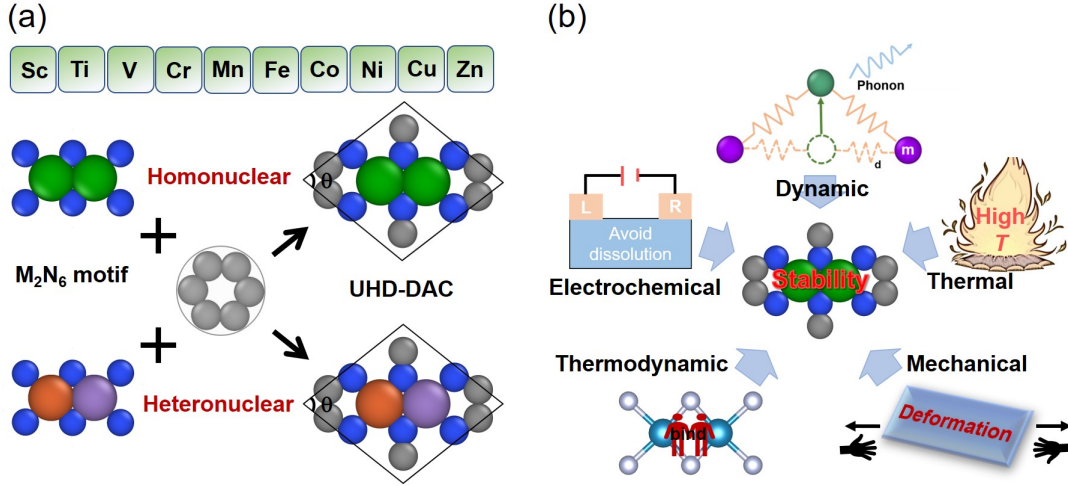 (a)
Sc Ti V Cr Mn Fe Co Ni Cu Zn
Homonuclear
θ
M₂N₆ motif
UHD-DAC
Heteronuclear
θ
(b)
Phonon
m
d
Dynamic
L R
Avoid
dissolution
Electrochemical
High
T
Thermal
Stability
Thermodynamic
bind
Mechanical
Deformation